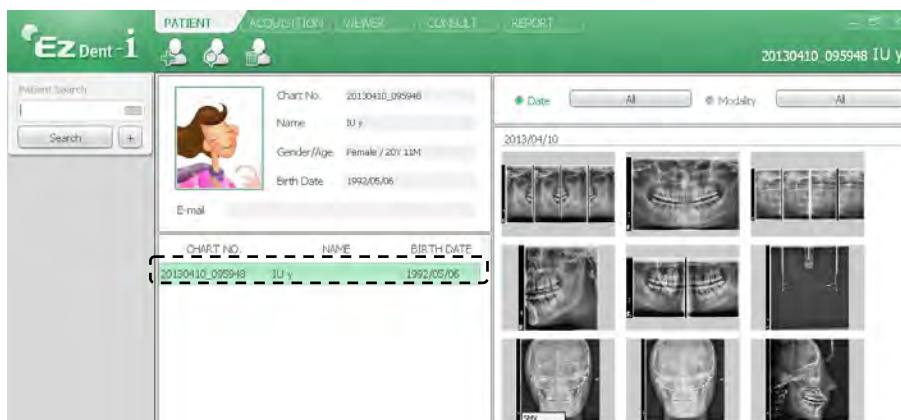 EZ Dent-i
PATIENT ACQUISITION VIEWER CONSULT REPORT
20130410_095948 IU y
Patient Search
Search +
Chart No. 20130410_095948
Name IU y
Gender/Age Female / 20Y 11M
Birth Date 1992/05/06
E-mail
CHART NO. NAME BIRTH DATE
20130410_095948 IU y 1992/05/06
Date All Modality All
2013/04/10